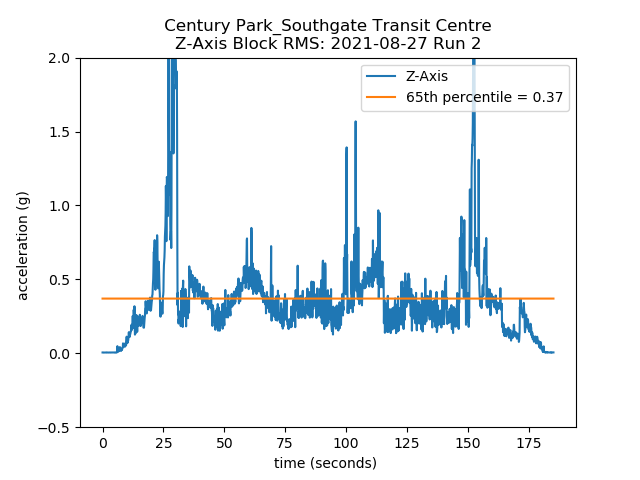 Century Park_Southgate Transit Centre
Z-Axis Block RMS: 2021-08-27 Run 2
Z-Axis
65th percentile = 0.37
2.0
1.5
1.0
0.5
0.0
−0.5
acceleration (g)
0 25 50 75 100 125 150 175
time (seconds)